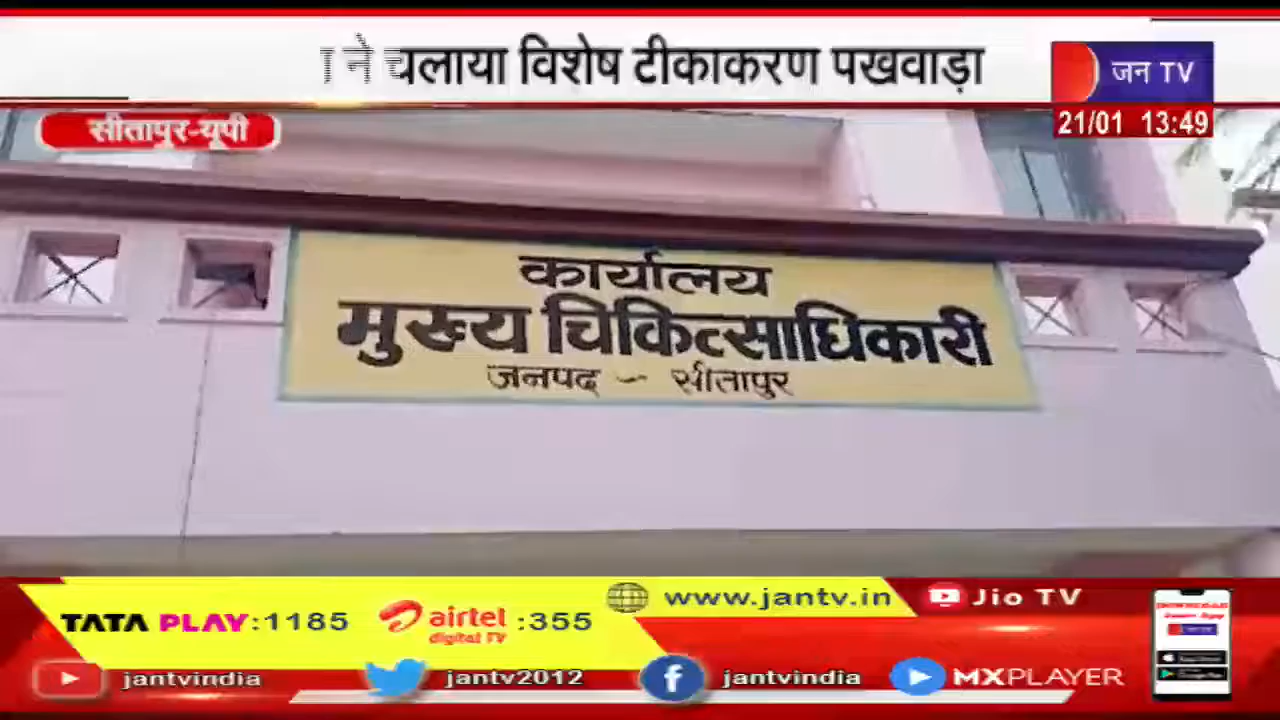 ने चलाया विशेष टीकाकरण पखवाड़ा
जन TV
21/01 13:49
सीतापुर-यूपी
कार्यालय
मुख्य चिकित्साधिकारी
जनपद - सीतापुर
TATA PLAY:1185
airtel digital TV :355
www.jantv.in
Jio TV
jantvindia
jantv2012
jantvindia
MXPLAYER